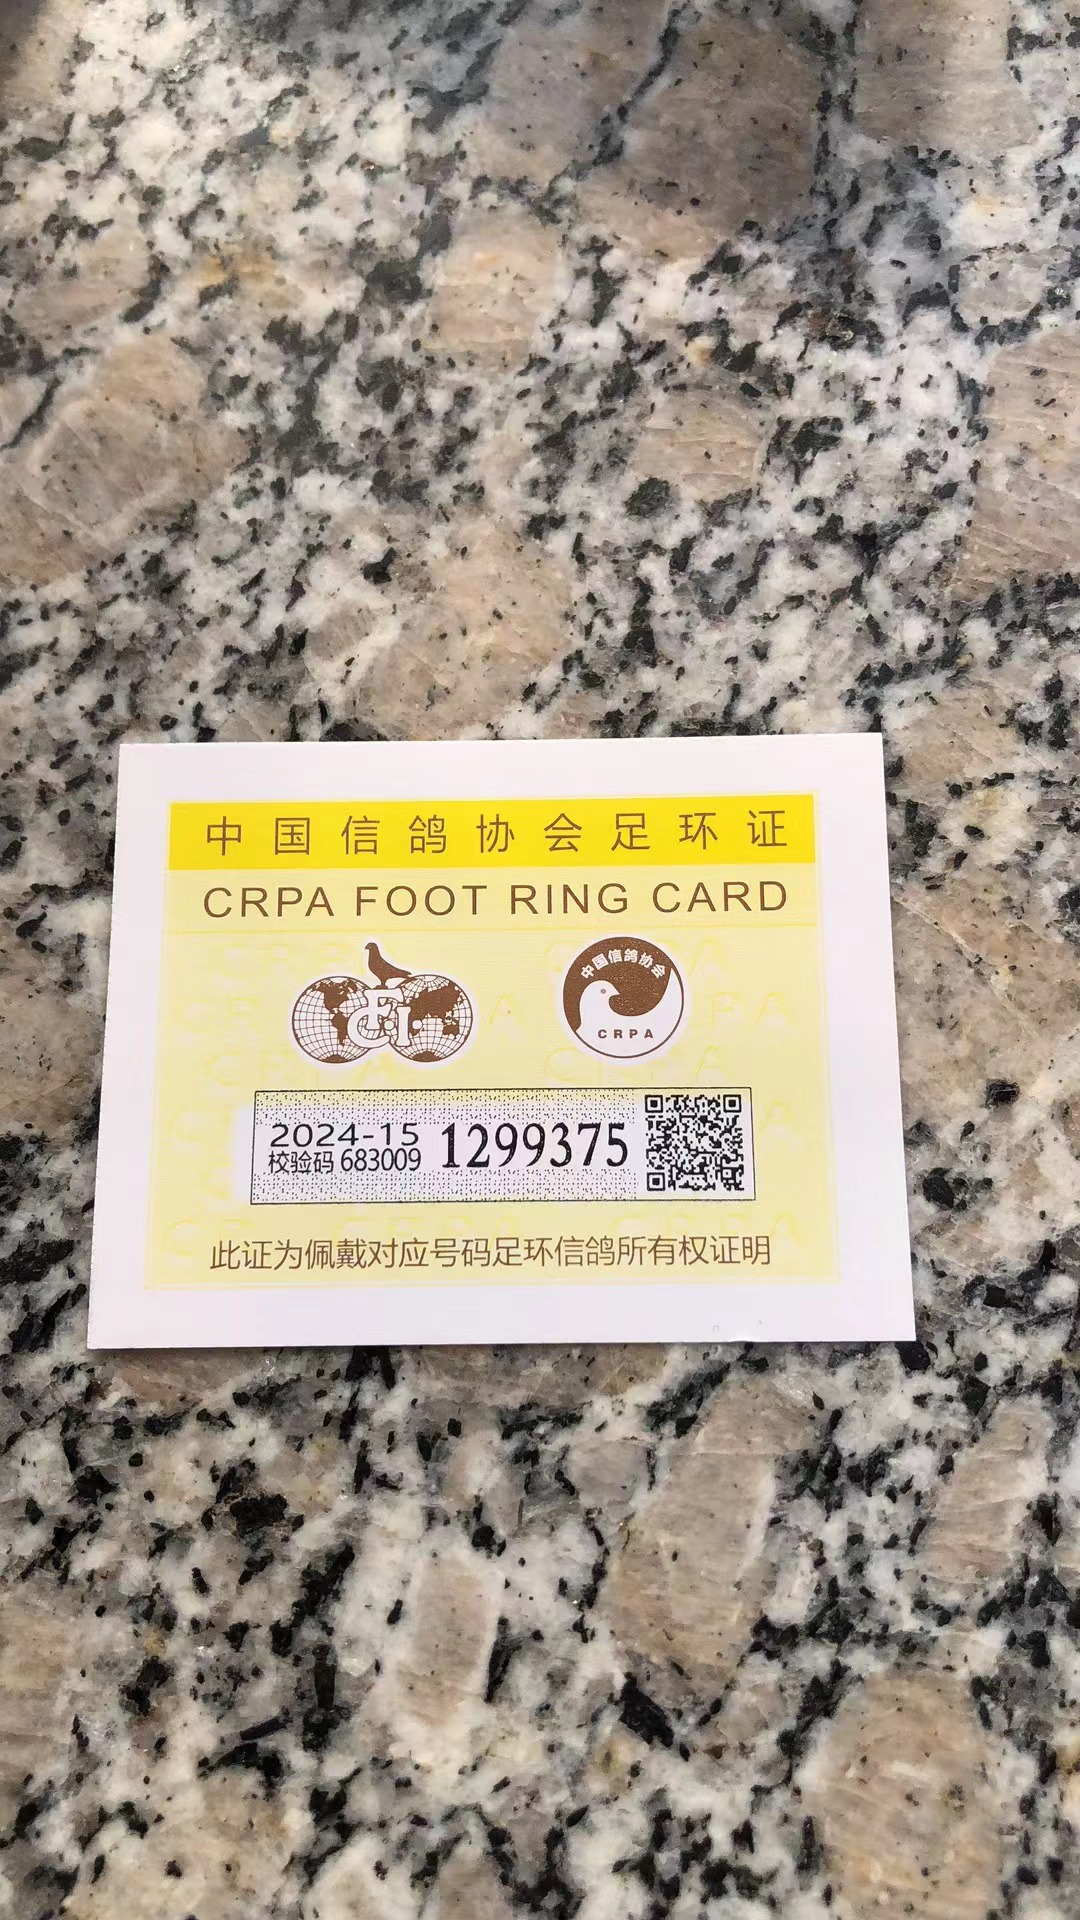 中国信鸽协会足环证
CRPA FOOT RING CARD
FCI
中国信鸽协会
CRPA
2024-15
校验码 683009
1299375
此证为佩戴对应号码足环信鸽所有权证明